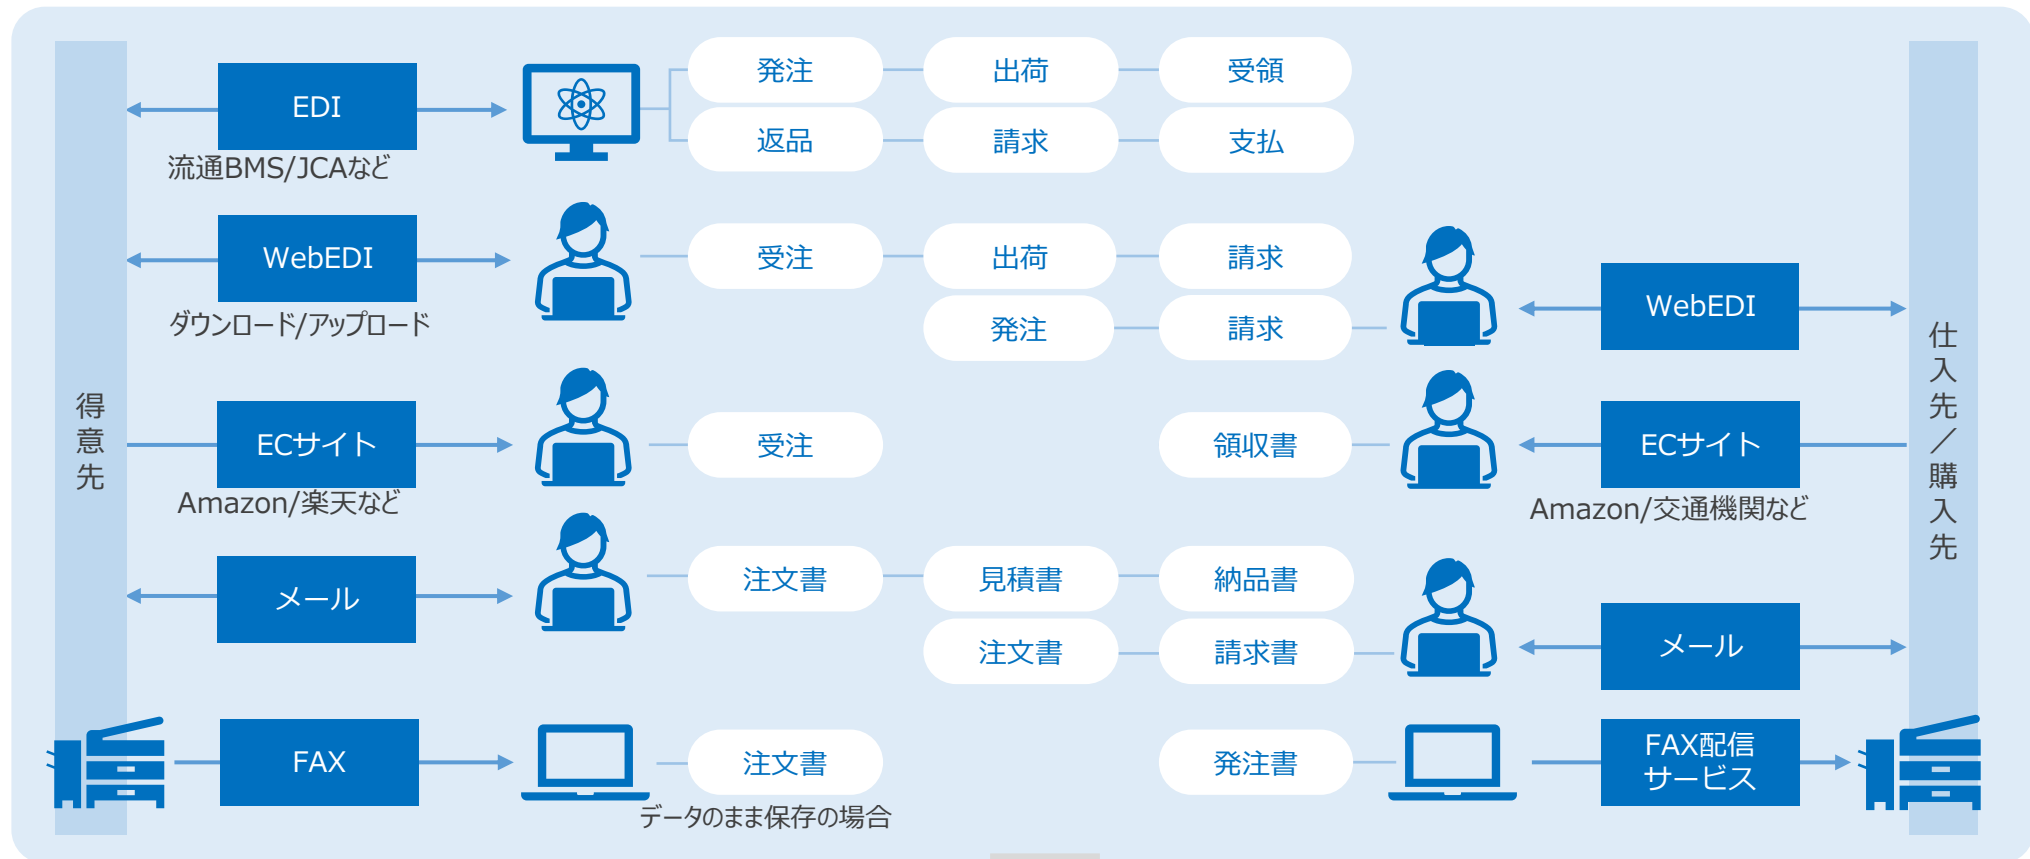 得意先
EDI
流通BMS/JCAなど
発注
出荷
受領
返品
請求
支払
WebEDI
ダウンロード/アップロード
受注
出荷
請求
発注
請求
WebEDI
ECサイト
Amazon/楽天など
受注
領収書
ECサイト
Amazon/交通機関など
メール
注文書
見積書
納品書
注文書
請求書
メール
FAX
注文書
データのまま保存の場合
発注書
FAX配信
サービス
仕入先／購入先